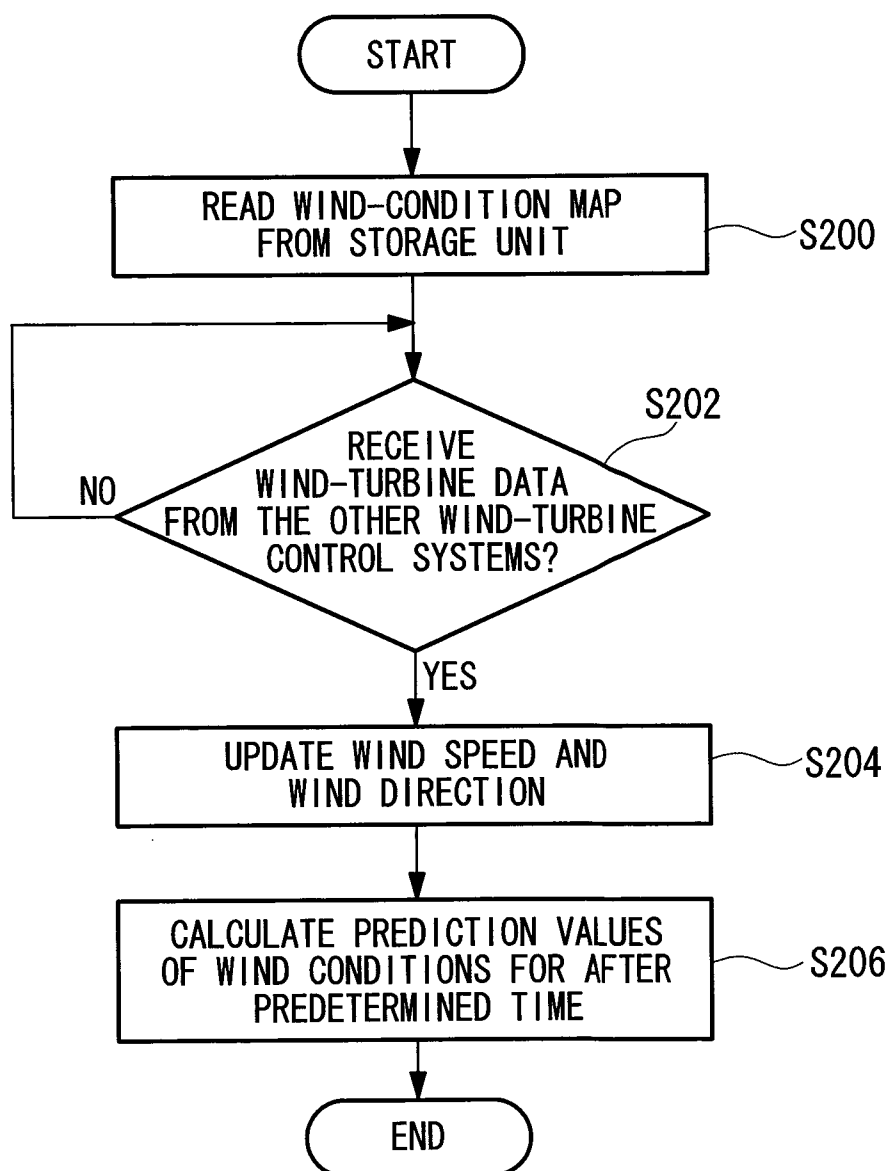 START
READ WIND-CONDITION MAP
FROM STORAGE UNIT
S200
S202
RECEIVE
WIND-TURBINE DATA
FROM THE OTHER WIND-TURBINE
CONTROL SYSTEMS?
NO
YES
UPDATE WIND SPEED AND
WIND DIRECTION
S204
CALCULATE PREDICTION VALUES
OF WIND CONDITIONS FOR AFTER
PREDETERMINED TIME
S206
END